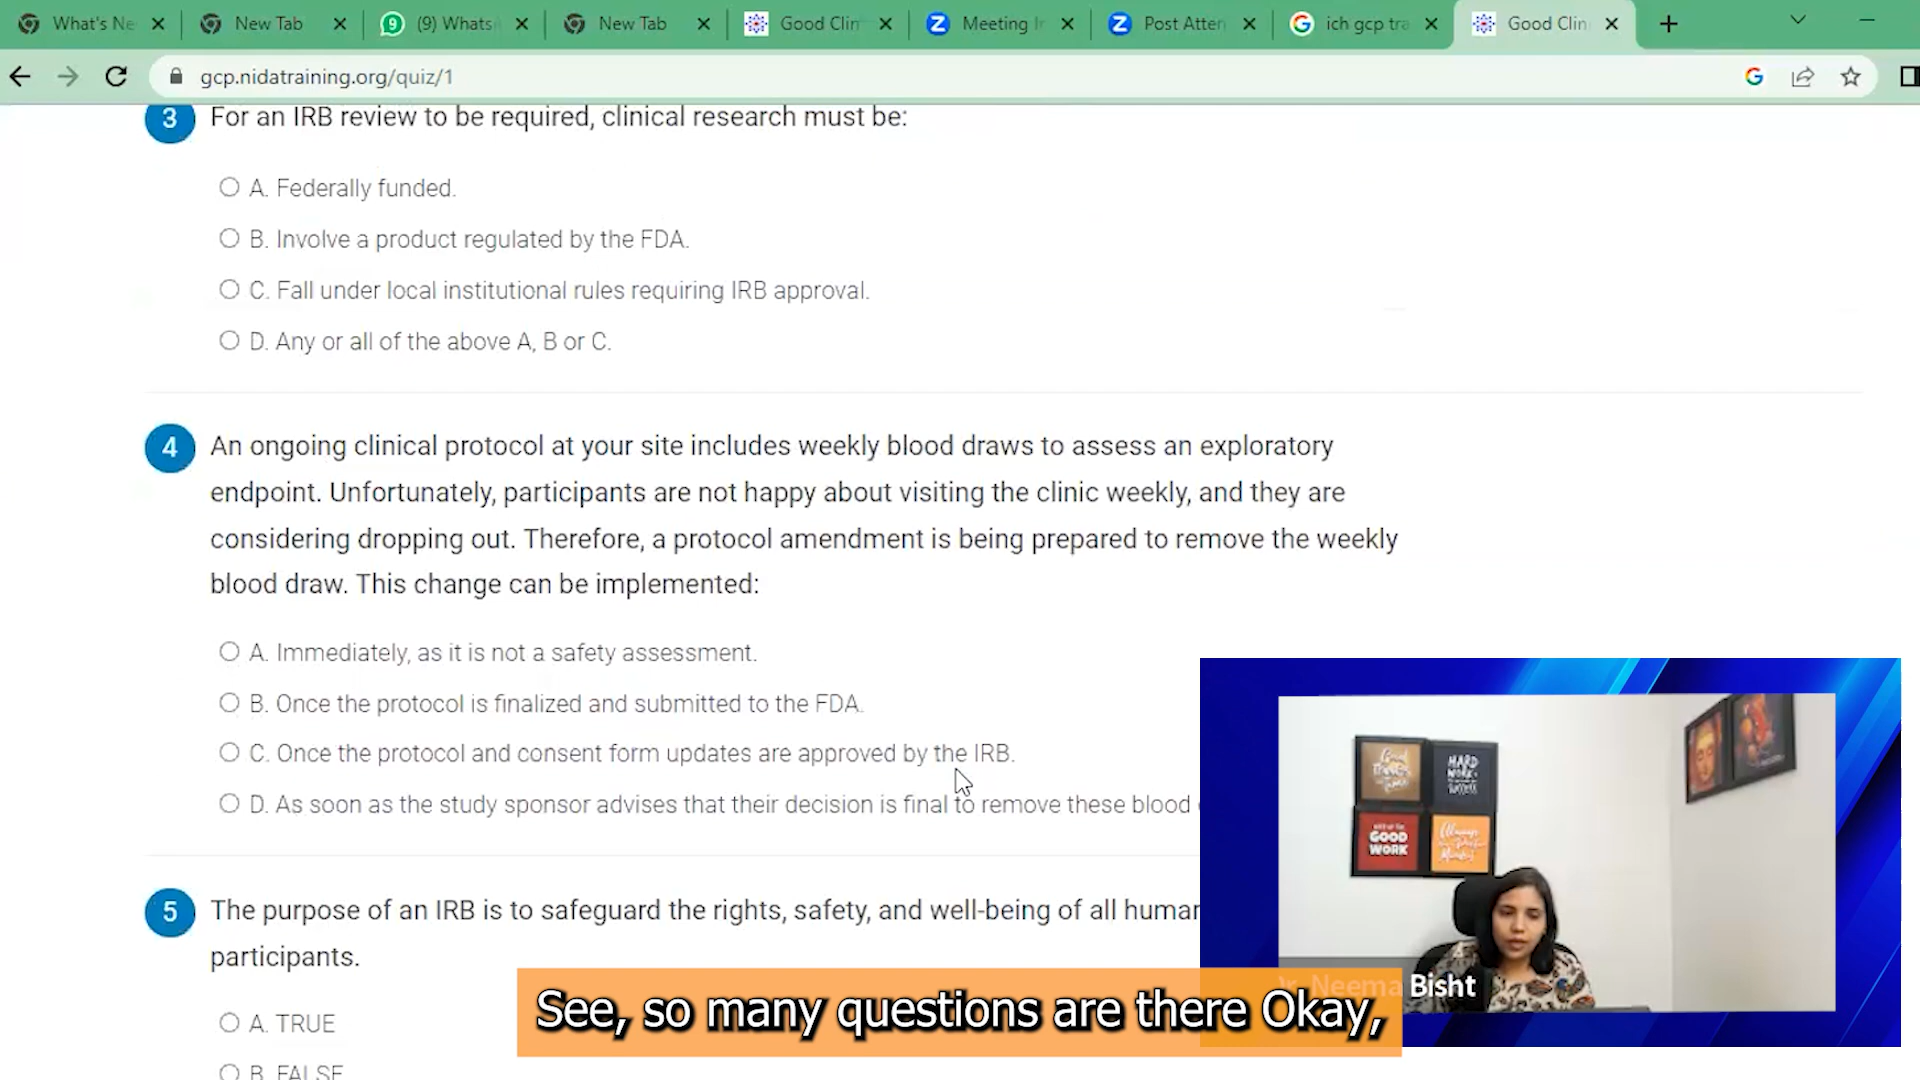 What's Ne
New Tab
(9) Whats
New Tab
Good Clin
Meeting I
Post Atten
ich gcp tra
Good Clin
gcp.nidatraining.org/quiz/1
3 For an IRB review to be required, clinical research must be:
A. Federally funded.
B. Involve a product regulated by the FDA.
C. Fall under local institutional rules requiring IRB approval.
D. Any or all of the above A, B or C.
4 An ongoing clinical protocol at your site includes weekly blood draws to assess an exploratory
endpoint. Unfortunately, participants are not happy about visiting the clinic weekly, and they are
considering dropping out. Therefore, a protocol amendment is being prepared to remove the weekly
blood draw. This change can be implemented:
A. Immediately, as it is not a safety assessment.
B. Once the protocol is finalized and submitted to the FDA.
C. Once the protocol and consent form updates are approved by the IRB.
D. As soon as the study sponsor advises that their decision is final to remove these blood
5 The purpose of an IRB is to safeguard the rights, safety, and well-being of all human
participants.
A. TRUE
B. FALSE
Good
HARD
WORK
SUCCESS
GOOD
WORK
Always
Neema Bisht
See, so many questions are there Okay,